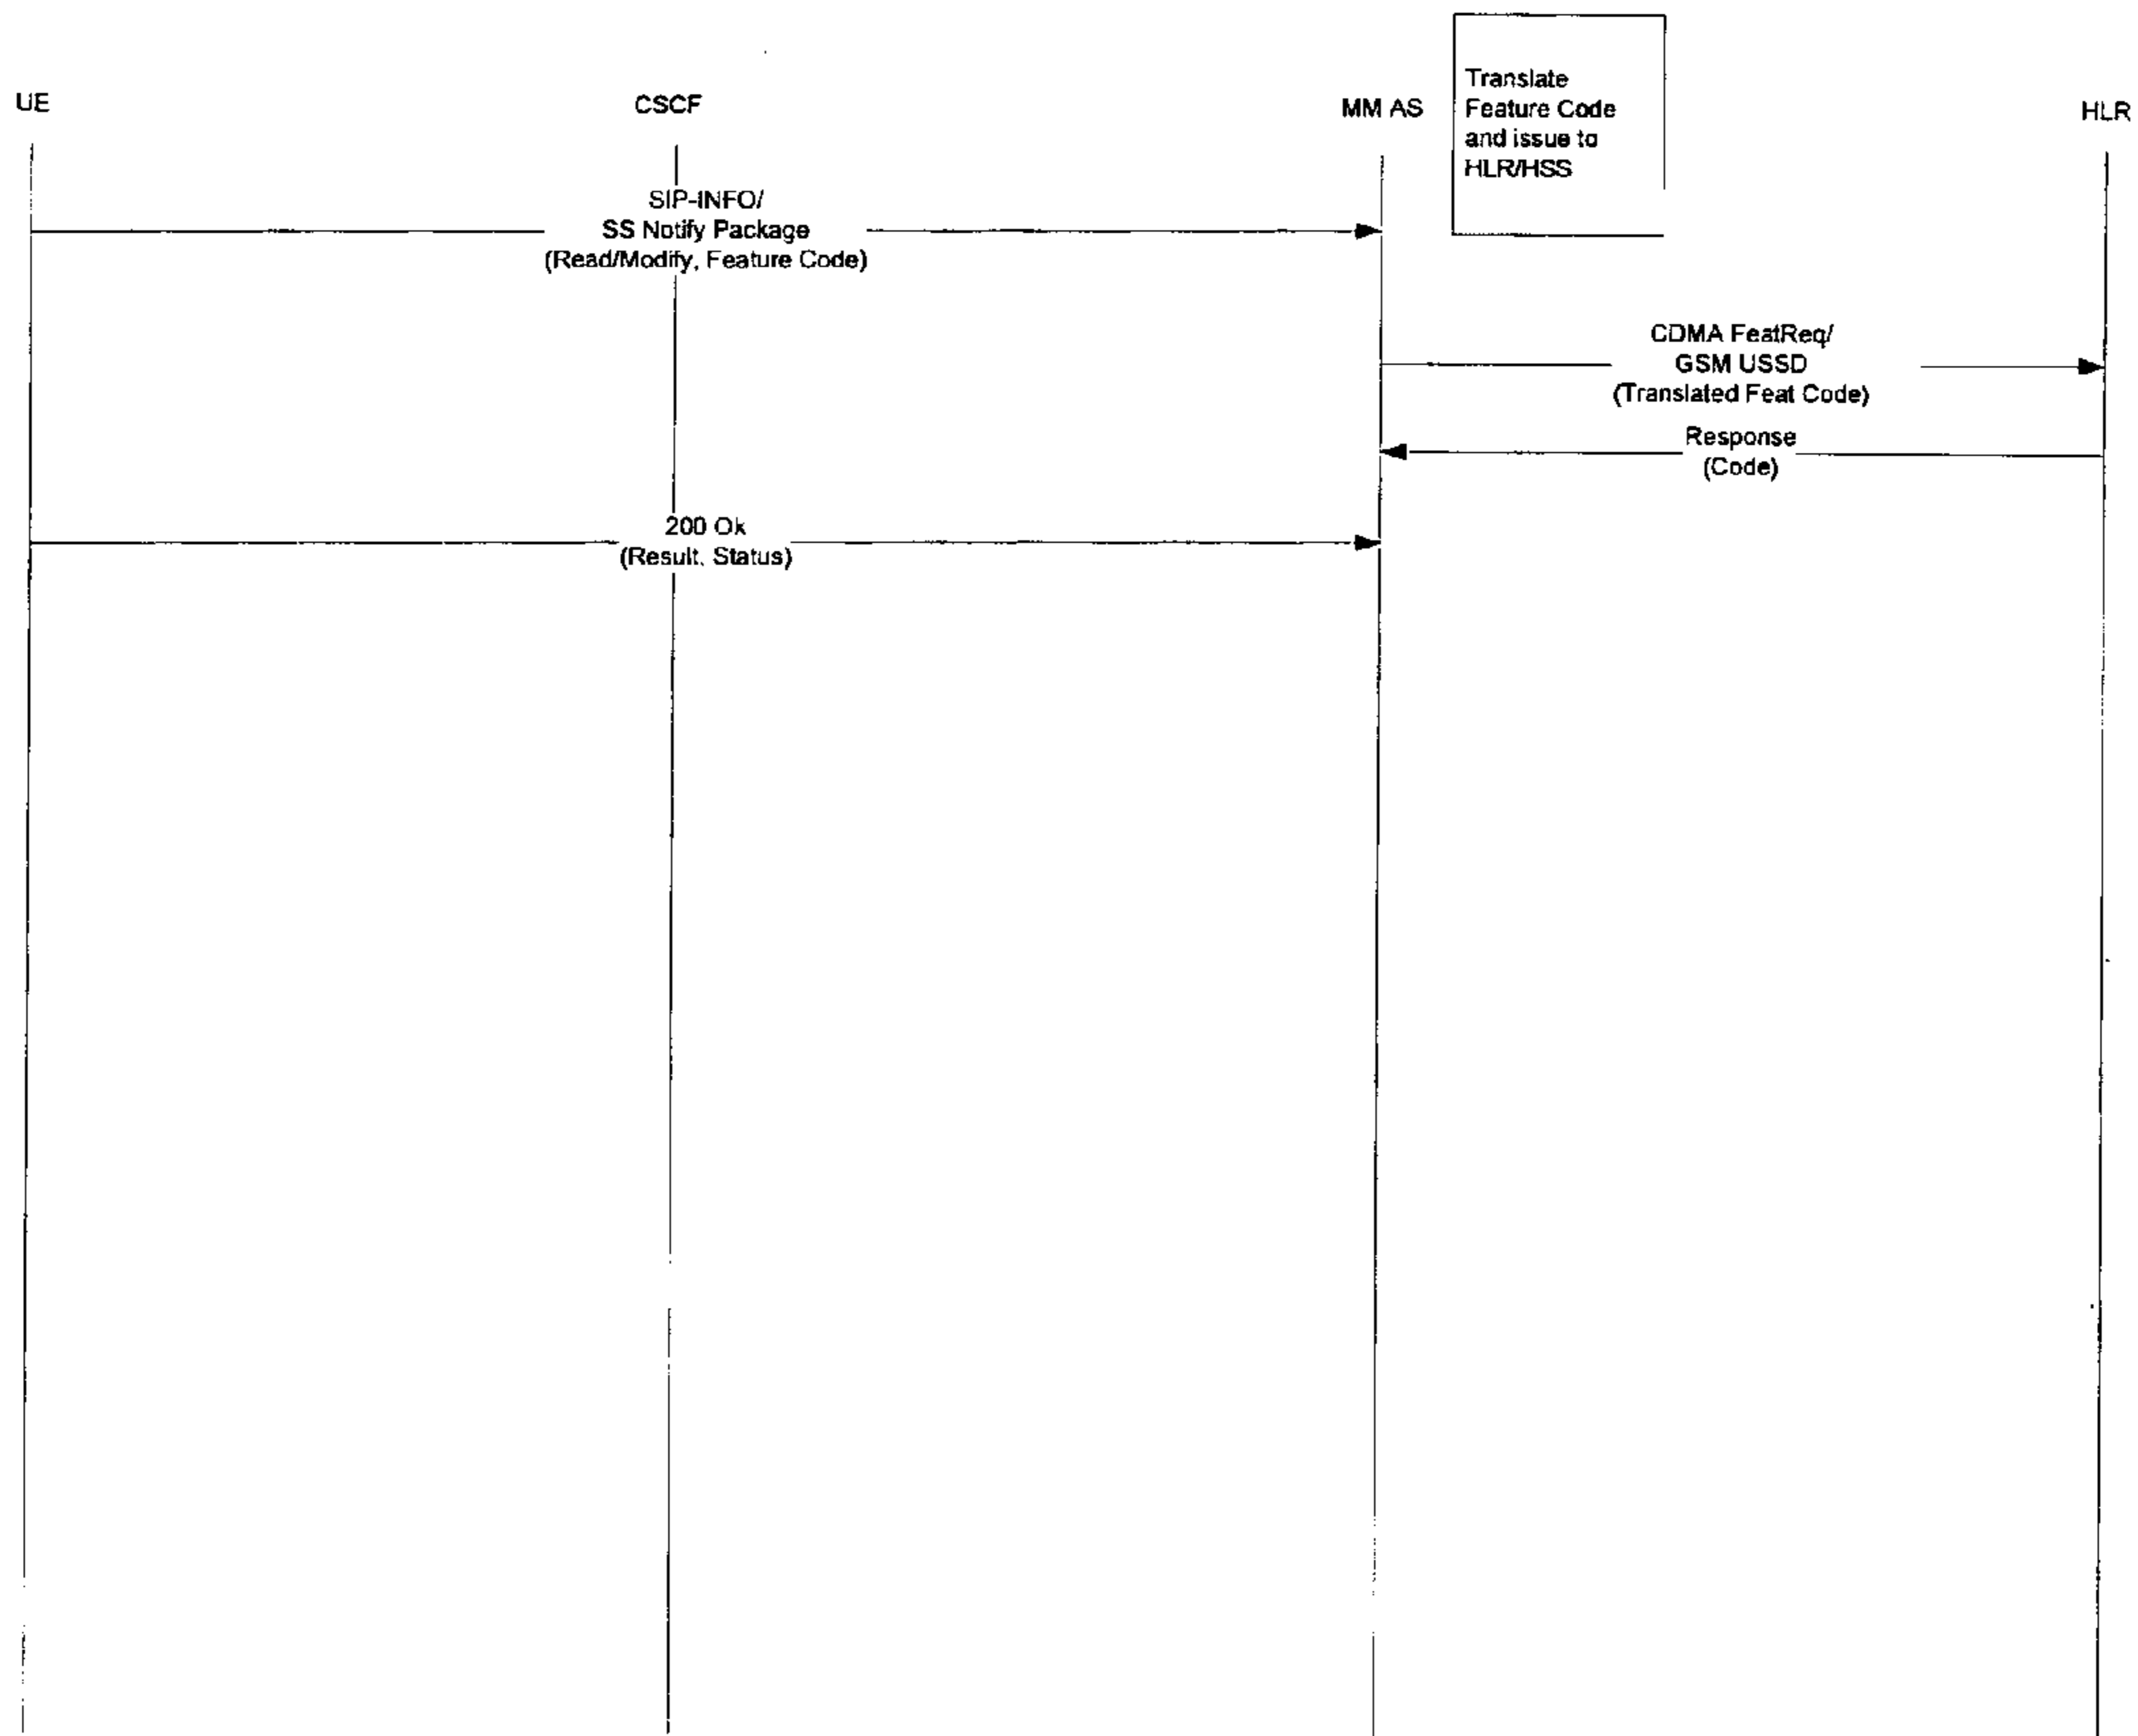 UE
CSCF
MM AS
Translate
Feature Code
and issue to
HLR/HSS
HLR
SIP-INFO/
SS Notify Package
(Read/Modify, Feature Code)
CDMA FeatReq/
GSM USSD
(Translated Feat Code)
Response
(Code)
200 Ok
(Result, Status)